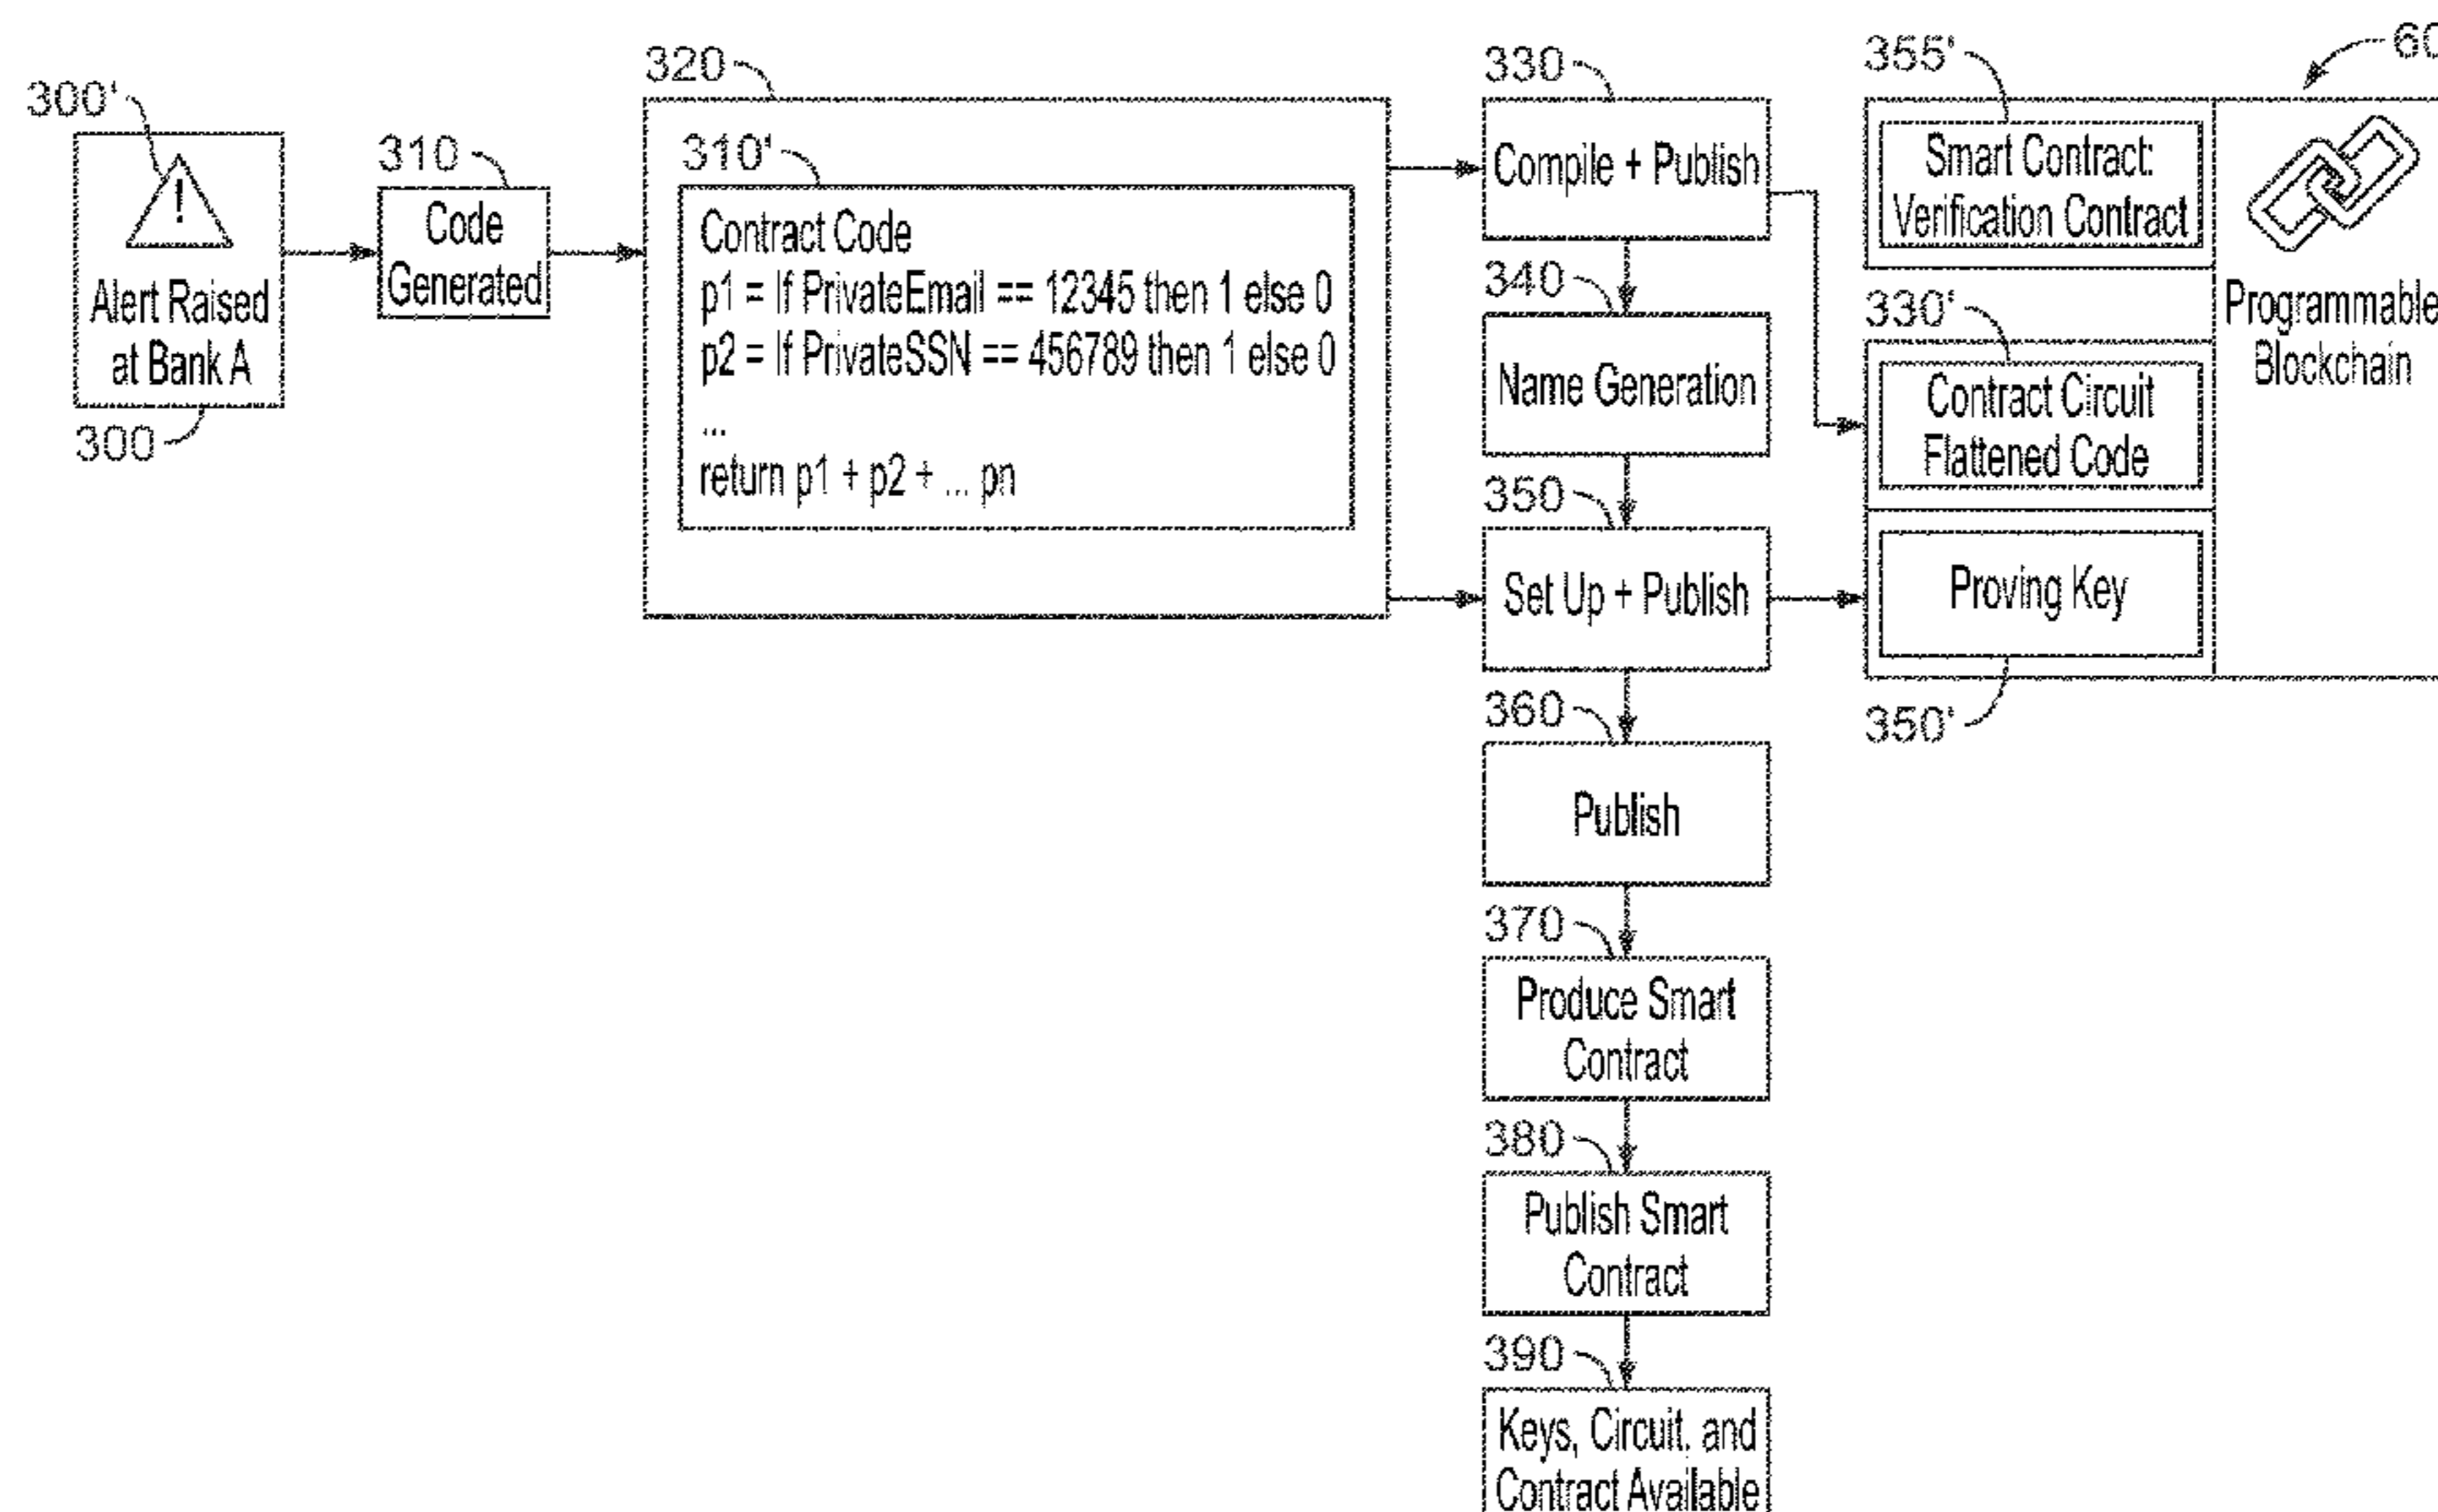 300'
!
Alert Raised
at Bank A
300
310
Code
Generated
320
310'
Contract Code
p1 = If PrivateEmail == 12345 then 1 else 0
p2 = If PrivateSSN == 456789 then 1 else 0
...
return p1 + p2 + ... pn
330
Compile + Publish
340
Name Generation
350
Set Up + Publish
360
Publish
370
Produce Smart
Contract
380
Publish Smart
Contract
390
Keys, Circuit, and
Contract Available
355'
Smart Contract:
Verification Contract
330'
Contract Circuit
Flattened Code
Proving Key
350'
60
Programmable
Blockchain